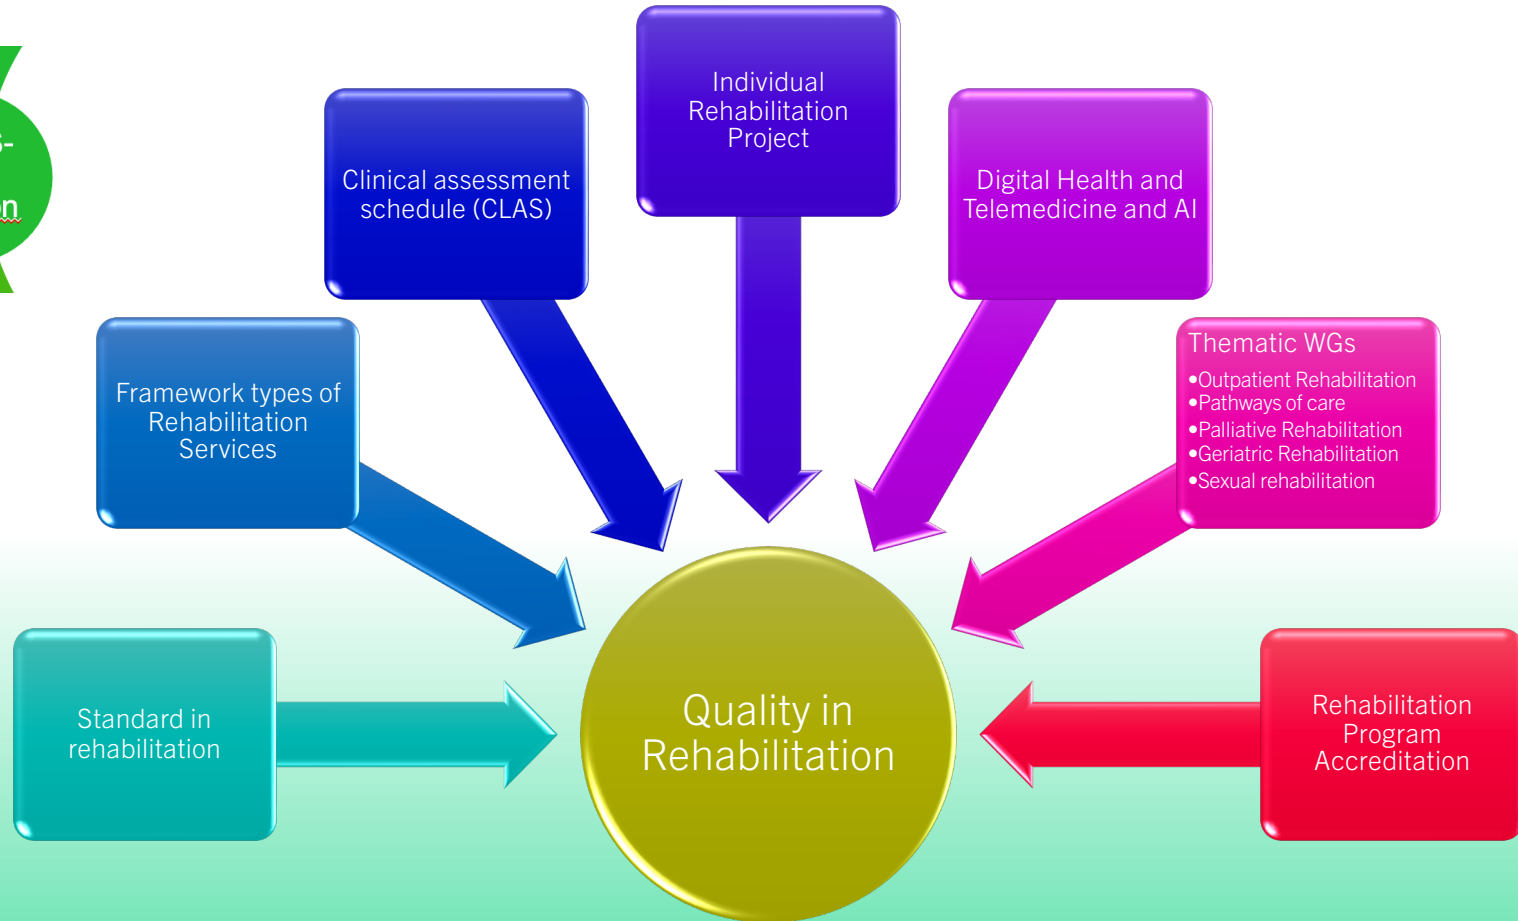 Individual
Rehabilitation
Project
Clinical assessment
schedule (CLAS)
Digital Health and
Telemedicine and AI
Framework types of
Rehabilitation
Services
Thematic WGs
•Outpatient Rehabilitation
•Pathways of care
•Palliative Rehabilitation
•Geriatric Rehabilitation
•Sexual rehabilitation
Standard in
rehabilitation
Quality in
Rehabilitation
Rehabilitation
Program
Accreditation